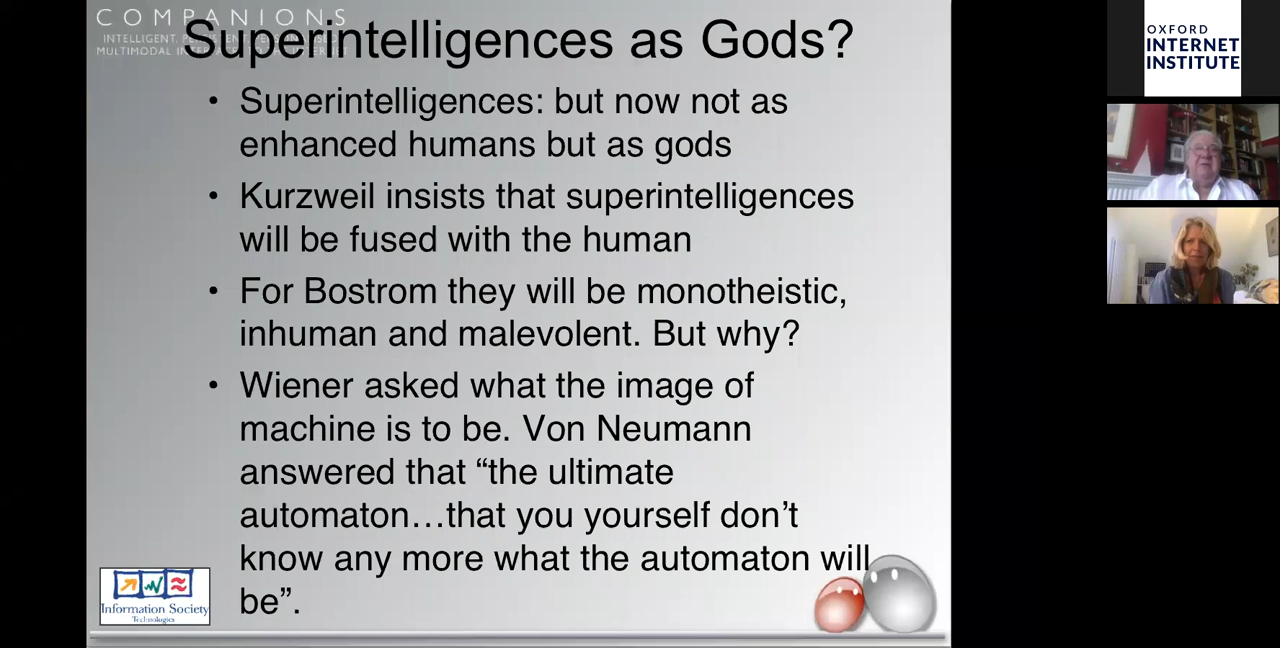 COMPANIONS
Superintelligences as Gods?
• Superintelligences: but now not as
enhanced humans but as gods
• Kurzweil insists that superintelligences
will be fused with the human
• For Bostrom they will be monotheistic,
inhuman and malevolent. But why?
• Wiener asked what the image of
machine is to be. Von Neumann
answered that “the ultimate
automaton…that you yourself don’t
know any more what the automaton will
be”.
Information Society
Technologies
OXFORD
INTERNET
INSTITUTE